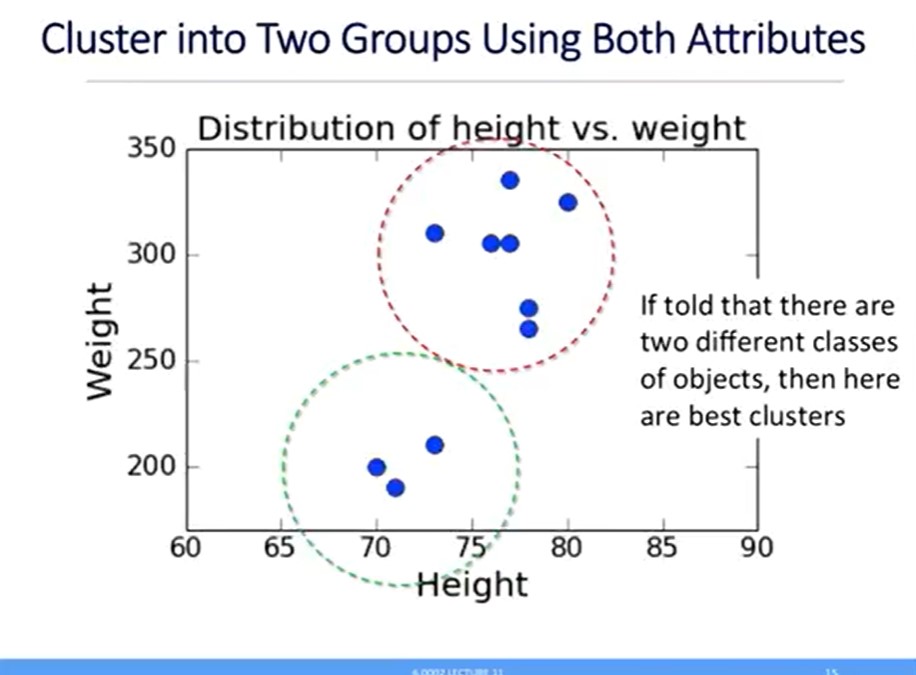 Cluster into Two Groups Using Both Attributes
Distribution of height vs. weight
350
300
250
200
Weight
60 65 70 75 80 85 90
Height
If told that there are
two different classes
of objects, then here
are best clusters
6.0002 LECTURE 11
15